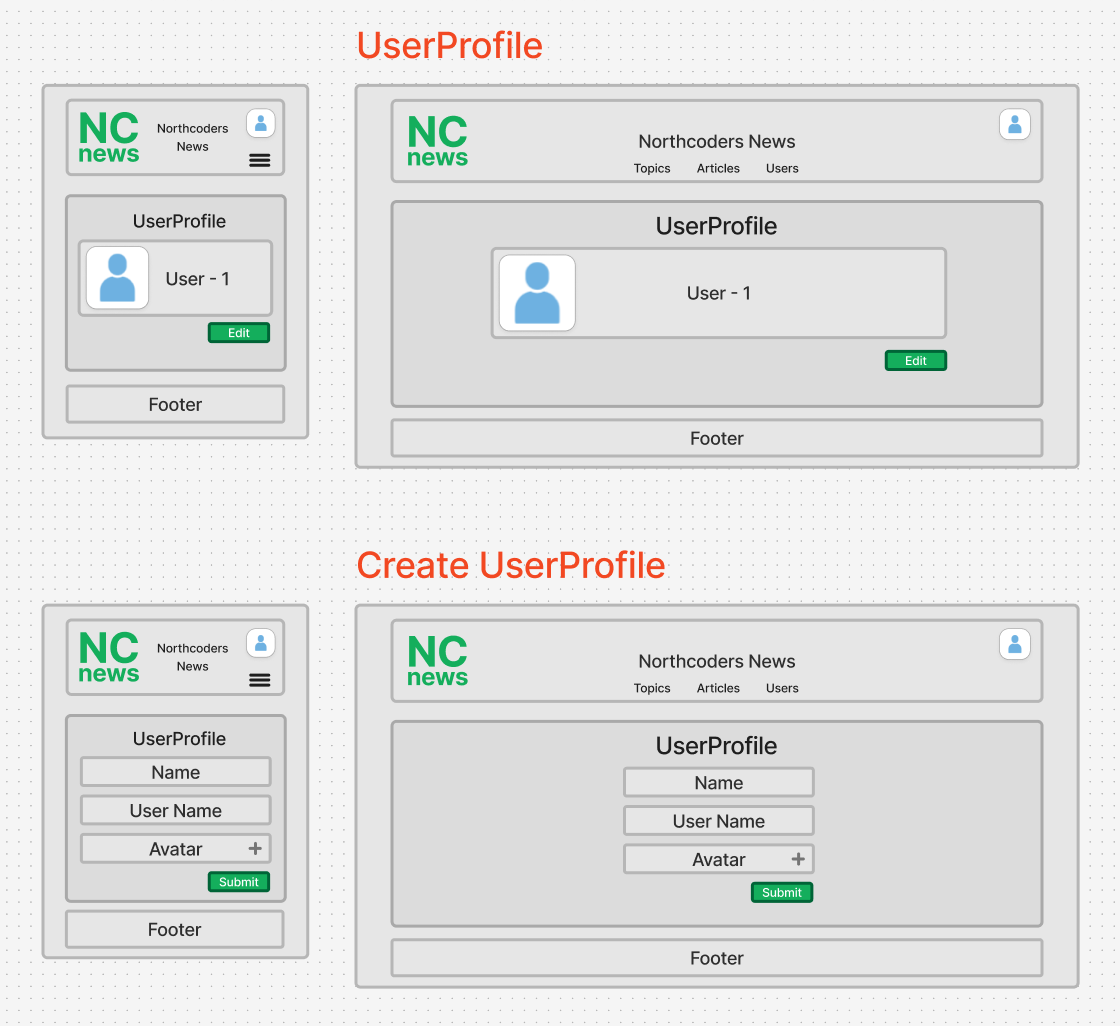 UserProfile
NC
news
Northcoders
News
UserProfile
User - 1
Edit
Footer
NC
news
Northcoders News
Topics Articles Users
UserProfile
User - 1
Edit
Footer
Create UserProfile
NC
news
Northcoders
News
UserProfile
Name
User Name
Avatar +
Submit
Footer
NC
news
Northcoders News
Topics Articles Users
UserProfile
Name
User Name
Avatar +
Submit
Footer